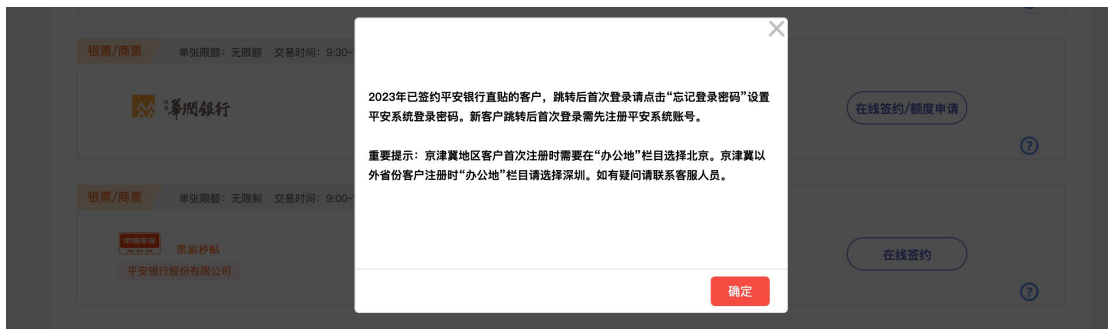 银票/商票
单张限额：无限额 交易时间：9:30~
華潤銀行
在线签约/额度申请
?
2023年已签约平安银行直贴的客户，跳转后首次登录请点击“忘记登录密码”设置
平安系统登录密码。新客户跳转后首次登录需先注册平安系统账号。
重要提示：京津冀地区客户首次注册时需要在“办公地”栏目选择北京。京津冀以
外省份客户注册时“办公地”栏目请选择深圳。如有疑问请联系客服人员。
银票/商票
单张限额：无限制 交易时间：9:00~
中国平安
票据秒贴
平安银行股份有限公司
在线签约
?
确定